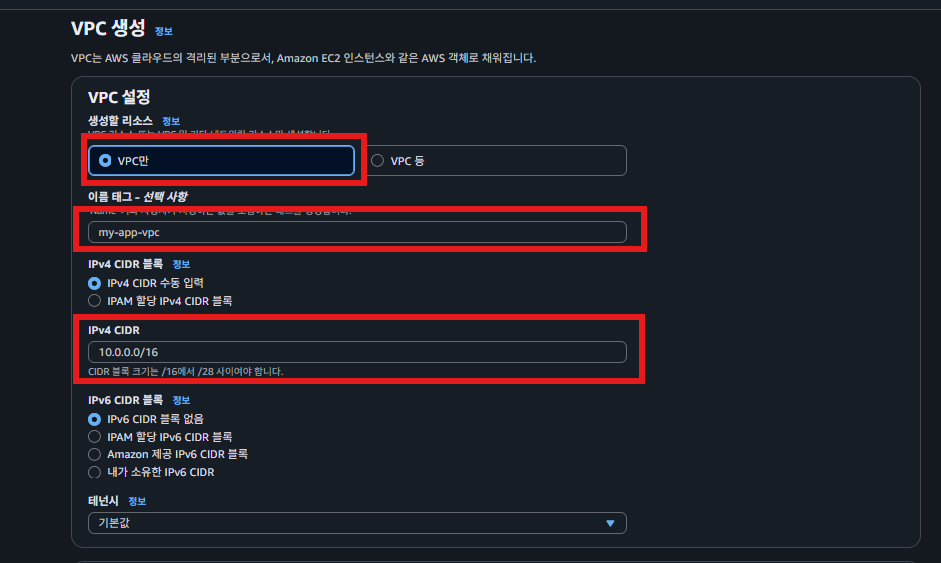 VPC 생성 정보
VPC는 AWS 클라우드의 격리된 부분으로서, Amazon EC2 인스턴스와 같은 AWS 객체로 채워집니다.
VPC 설정
생성할 리소스 정보
VPC만
VPC 등
이름 태그 – 선택 사항
my-app-vpc
IPv4 CIDR 블록 정보
IPv4 CIDR 수동 입력
IPAM 할당 IPv4 CIDR 블록
IPv4 CIDR
10.0.0.0/16
CIDR 블록 크기는 /16에서 /28 사이여야 합니다.
IPv6 CIDR 블록 정보
IPv6 CIDR 블록 없음
IPAM 할당 IPv6 CIDR 블록
Amazon 제공 IPv6 CIDR 블록
내가 소유한 IPv6 CIDR
테넌시 정보
기본값